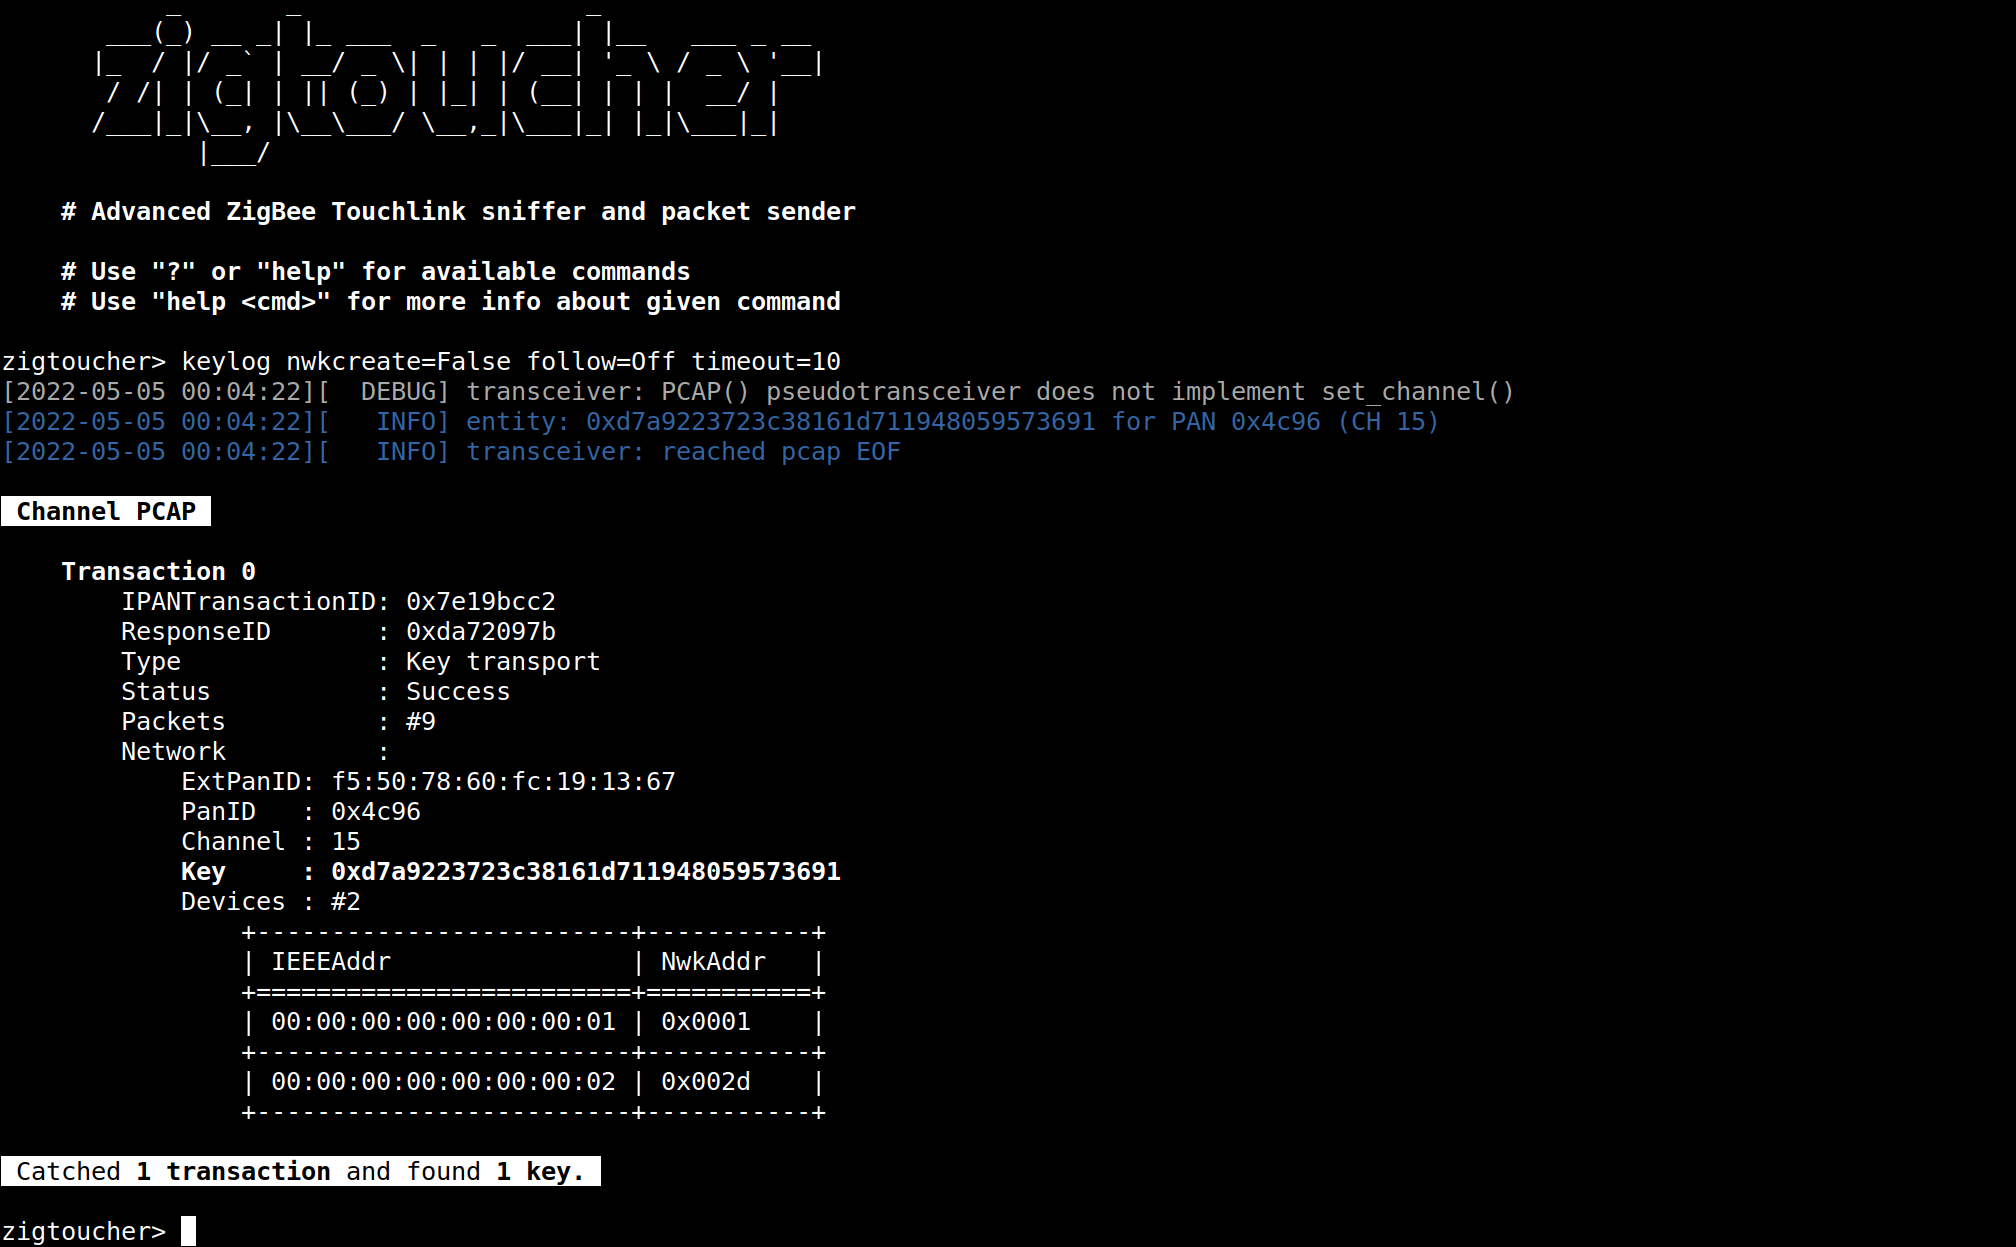 zigtoucher
# Advanced ZigBee Touchlink sniffer and packet sender
# Use "?" or "help" for available commands
# Use "help <cmd>" for more info about given command
zigtoucher> keylog nwkcreate=False follow=Off timeout=10
[2022-05-05 00:04:22][  DEBUG] transceiver: PCAP() pseudotransceiver does not implement set_channel()
[2022-05-05 00:04:22][   INFO] entity: 0xd7a9223723c38161d711948059573691 for PAN 0x4c96 (CH 15)
[2022-05-05 00:04:22][   INFO] transceiver: reached pcap EOF
Channel PCAP
Transaction 0
IPANTransactionID: 0x7e19bcc2
ResponseID       : 0xda72097b
Type             : Key transport
Status           : Success
Packets          : #9
Network          :
ExtPanID: f5:50:78:60:fc:19:13:67
PanID   : 0x4c96
Channel : 15
Key     : 0xd7a9223723c38161d711948059573691
Devices : #2
+-------------------------+-----------+
| IEEEAddr                | NwkAddr   |
+=========================+===========+
| 00:00:00:00:00:00:00:01 | 0x0001    |
+-------------------------+-----------+
| 00:00:00:00:00:00:00:02 | 0x002d    |
+-------------------------+-----------+
Catched 1 transaction and found 1 key.
zigtoucher>